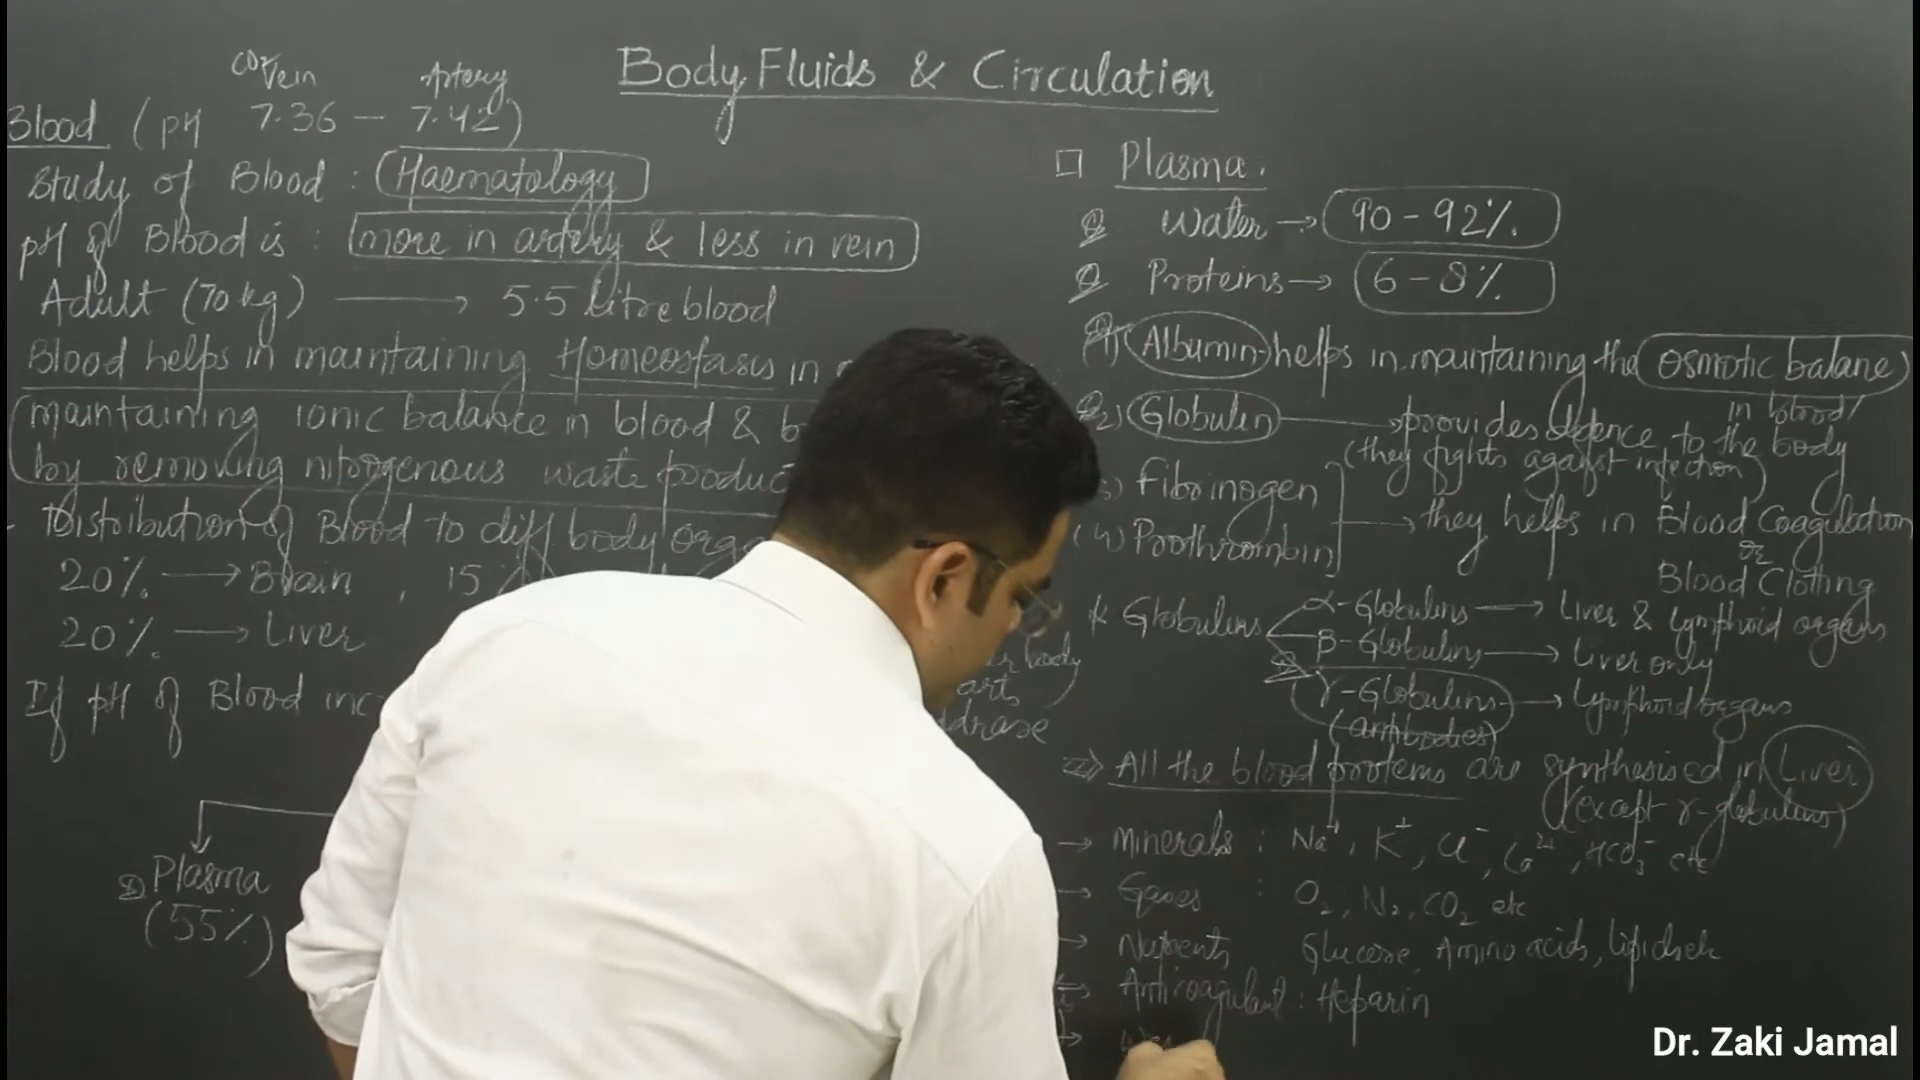 Body Fluids & Circulation
CO2 Vein Artery
Blood (pH 7.36 – 7.42)
Study of Blood : Haematology
pH of Blood is : more in artery & less in vein
Adult (70kg) → 5.5 litre blood
Blood helps in maintaining Homeostasis in
maintaining ionic balance in blood &
by removing nitrogenous waste
Distribution of Blood to diff body
20% → Brain , 15
20% → Liver
If pH of Blood
Plasma
(55%)
Plasma.
Water → 90 – 92%.
Proteins → 6 – 8%.
Albumin → helps in maintaining the osmotic balane
in blood
2) Globulin → provides defence to the body
(they fights against infection)
3) Fibrinogen
(4) Proothrombin
→ they helps in Blood Coagulation
or
Blood Clotting
* Globulins
α-Globulins → Liver & Lymphoid organs
β-Globulins → Liver only
γ-Globulins → Lymphoid organs
(antibodies)
⇒ All the blood proteins are synthesised in Liver
(except γ-globulins)
→ Minerals : Na+, K+, Cl-, Ca2+, HCO3- etc
→ Gases : O2, N2, CO2 etc
→ Nutrients Glucose, Amino acids, lipids etc
→ Anticoagulant : Heparin
Dr. Zaki Jamal